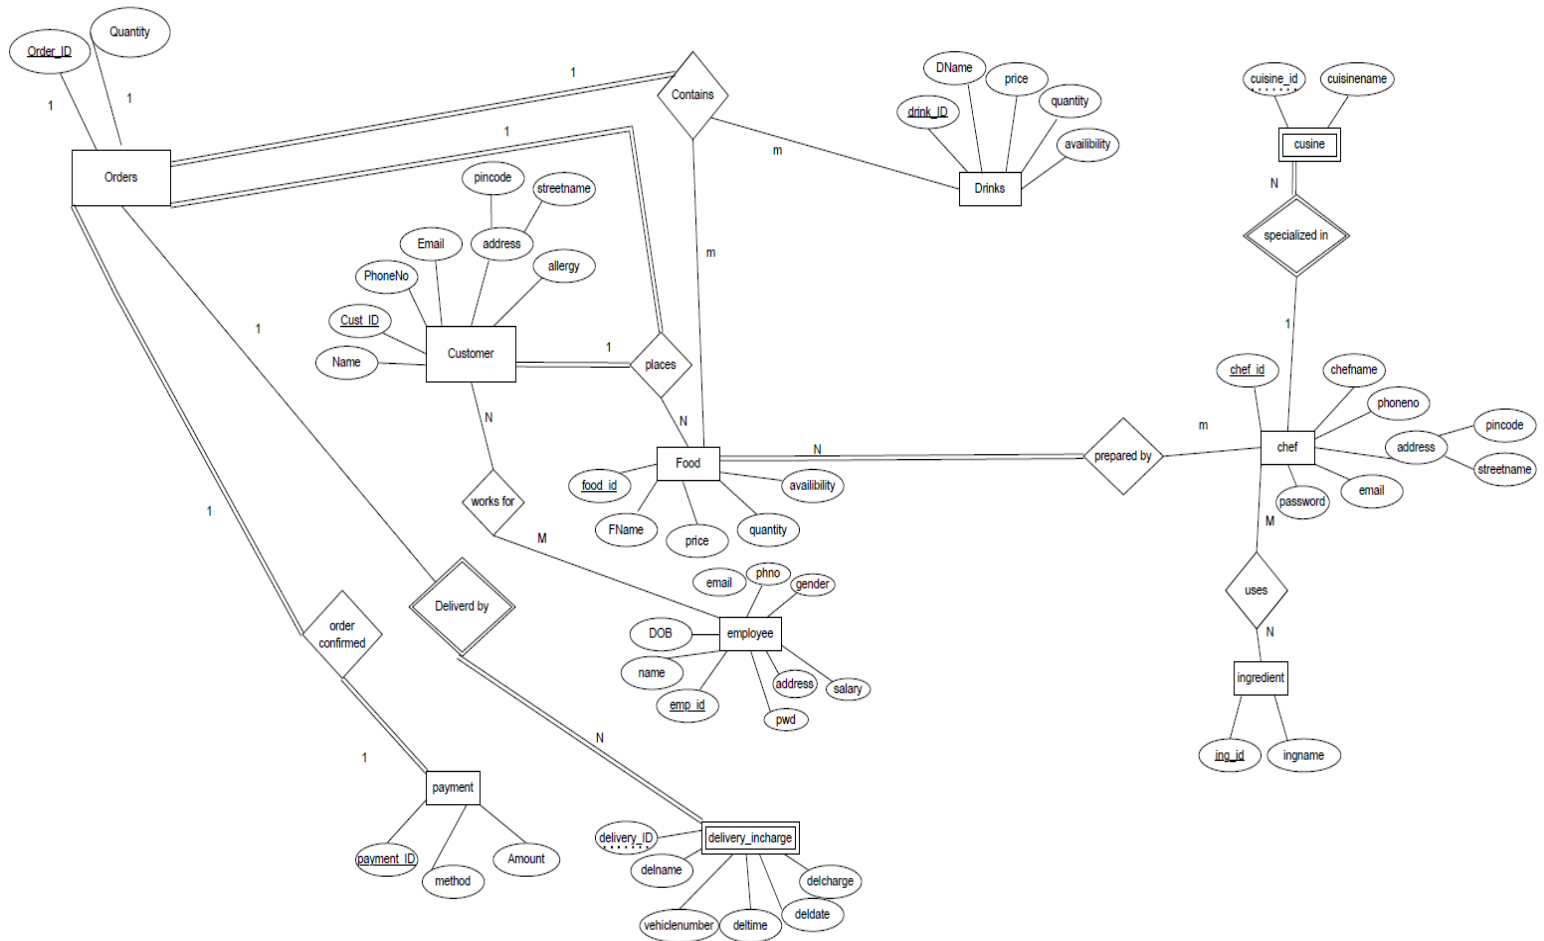 Quantity
Order_ID
1
1
Orders
1
1
Contains
m
m
DName
price
drink_ID
quantity
availibility
Drinks
cuisine_id
cuisinename
cusine
N
specialized in
1
pincode
streetname
Email
address
allergy
PhoneNo
Cust_ID
Name
Customer
1
places
N
N
works for
M
Food
food_id
availibility
FName
price
quantity
N
prepared by
m
chef_id
chefname
phoneno
address
pincode
streetname
chef
password
email
M
uses
N
ingredient
ing_id
ingname
1
1
Deliverd by
order
confirmed
1
email
phno
gender
DOB
employee
name
address
salary
emp_id
pwd
N
payment
payment_ID
method
Amount
delivery_ID
delivery_incharge
delname
delcharge
vehiclenumber
deltime
deldate